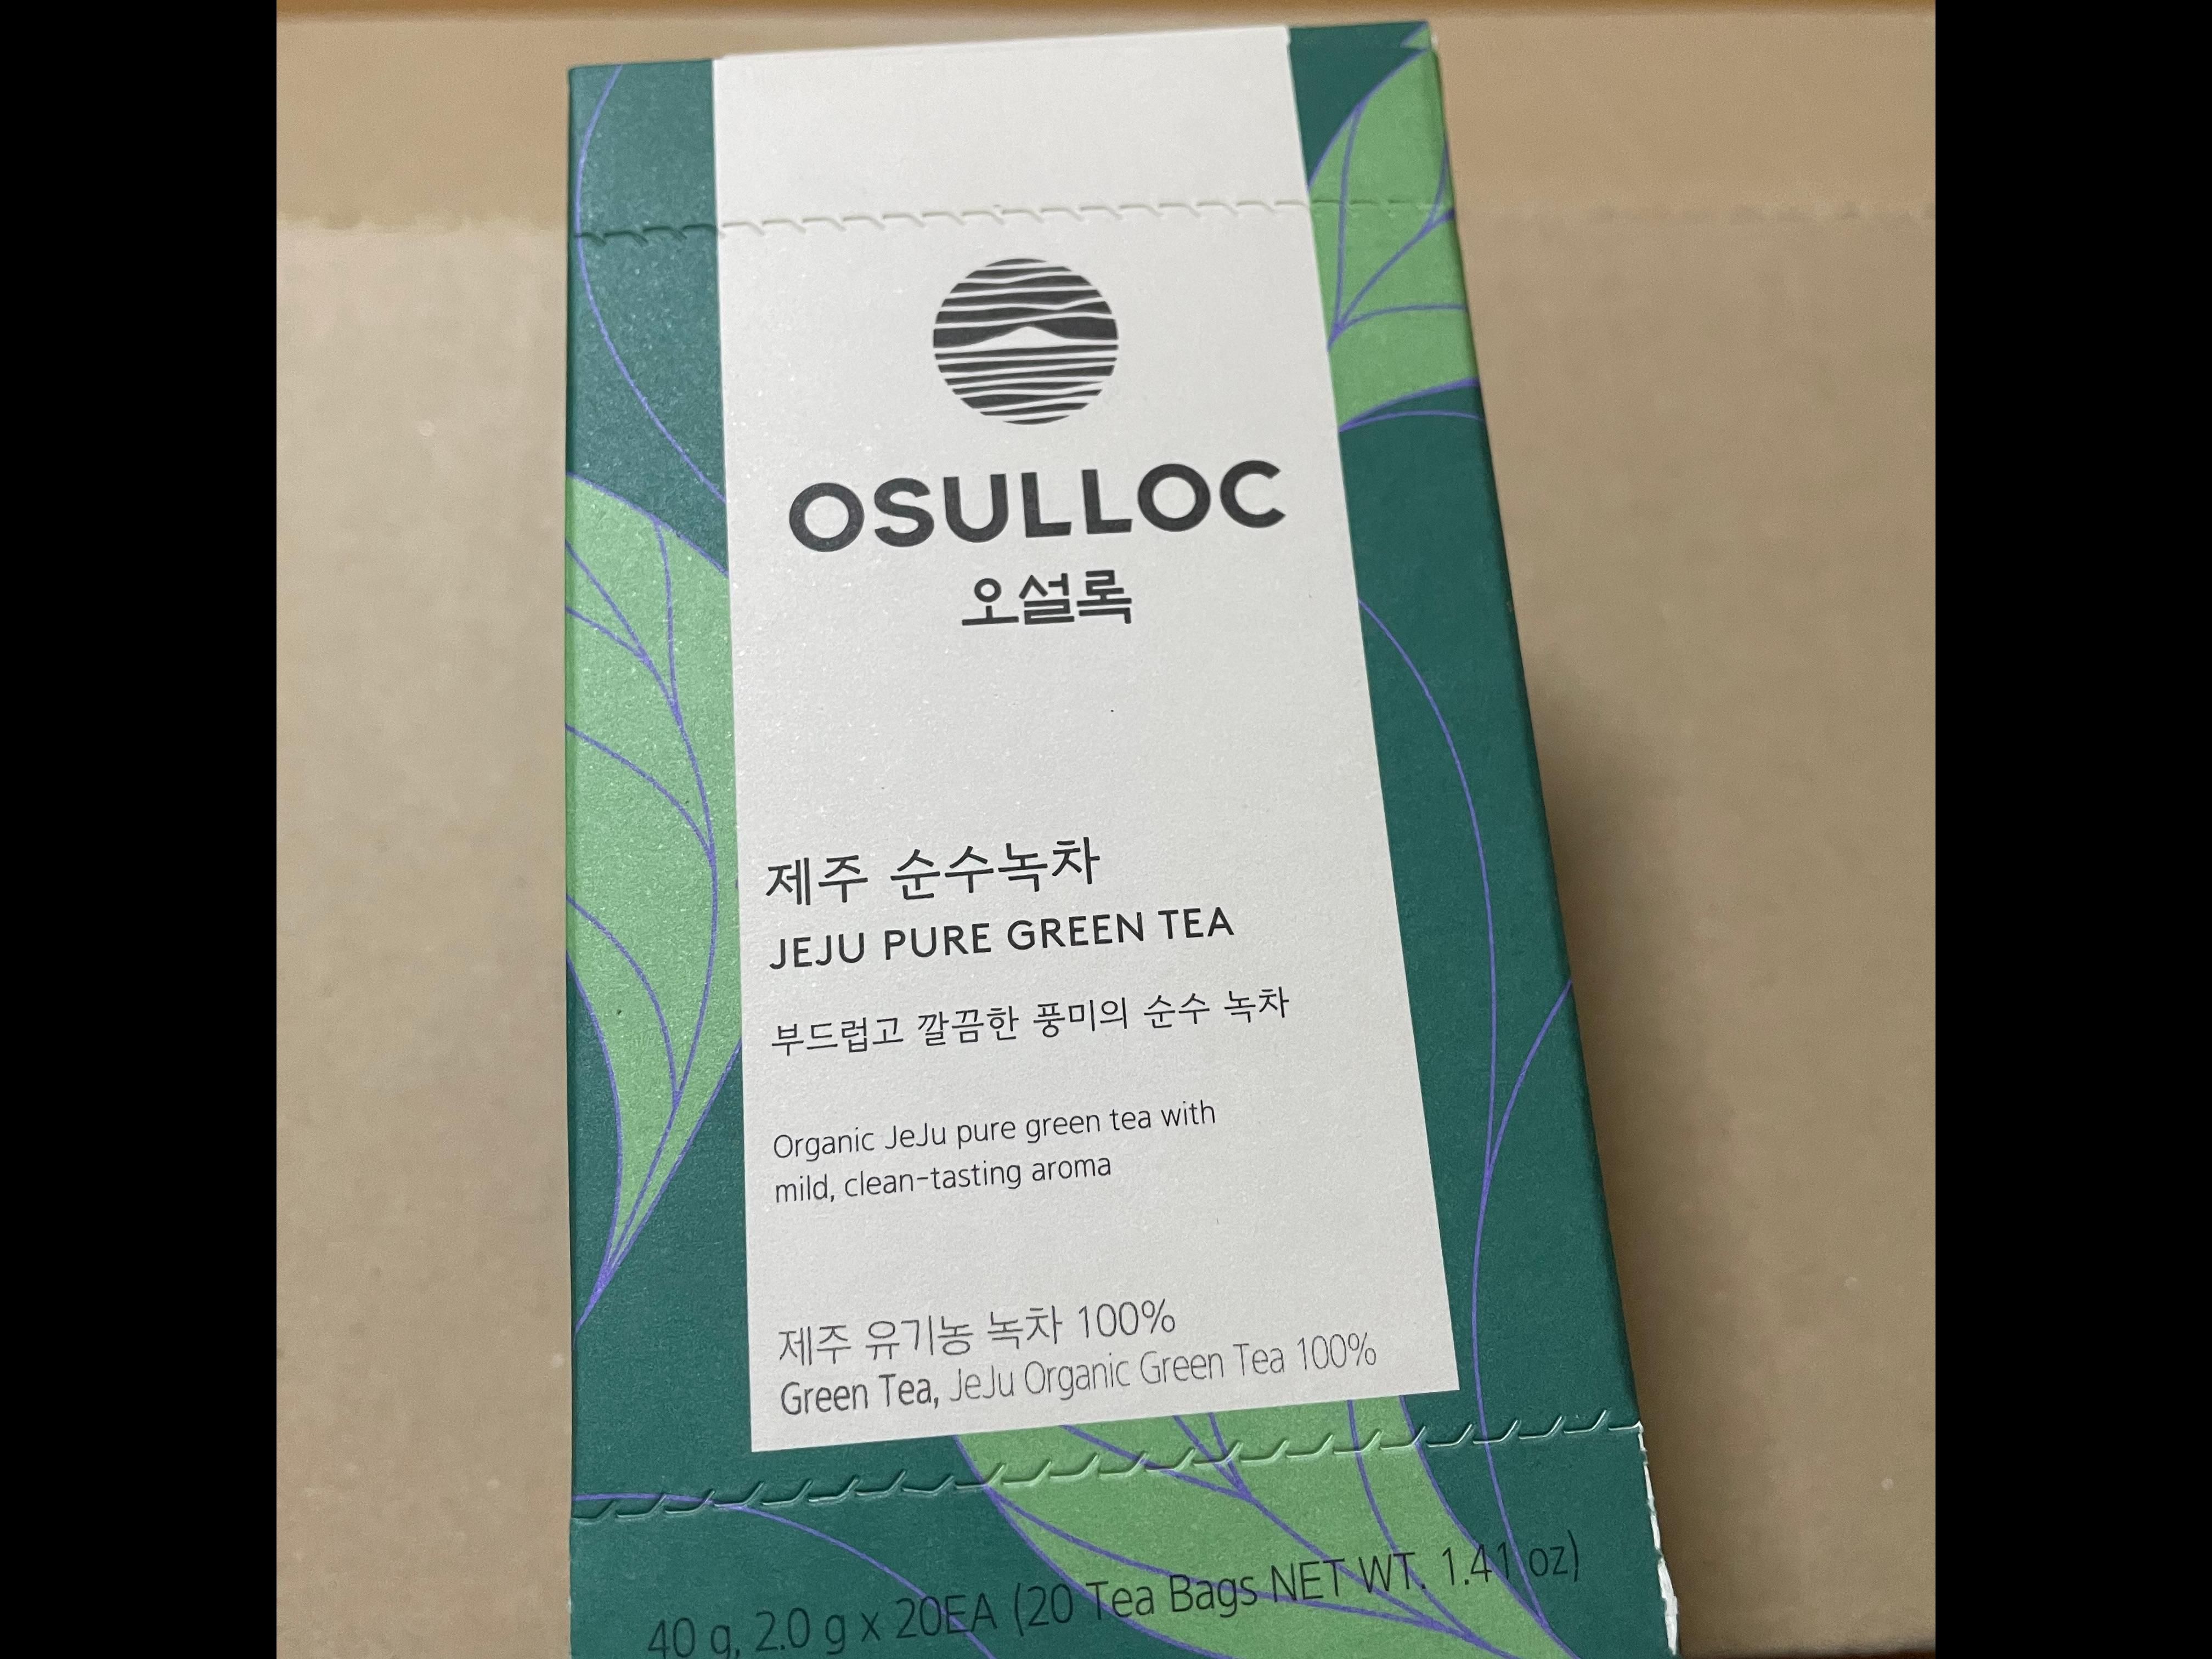 OSULLOC
오설록
제주 순수녹차
JEJU PURE GREEN TEA
부드럽고 깔끔한 풍미의 순수 녹차
Organic JeJu pure green tea with
mild, clean-tasting aroma
제주 유기농 녹차 100%
Green Tea, JeJu Organic Green Tea 100%
40 g, 2.0 g x 20EA (20 Tea Bags NET WT. 1.41 oz)